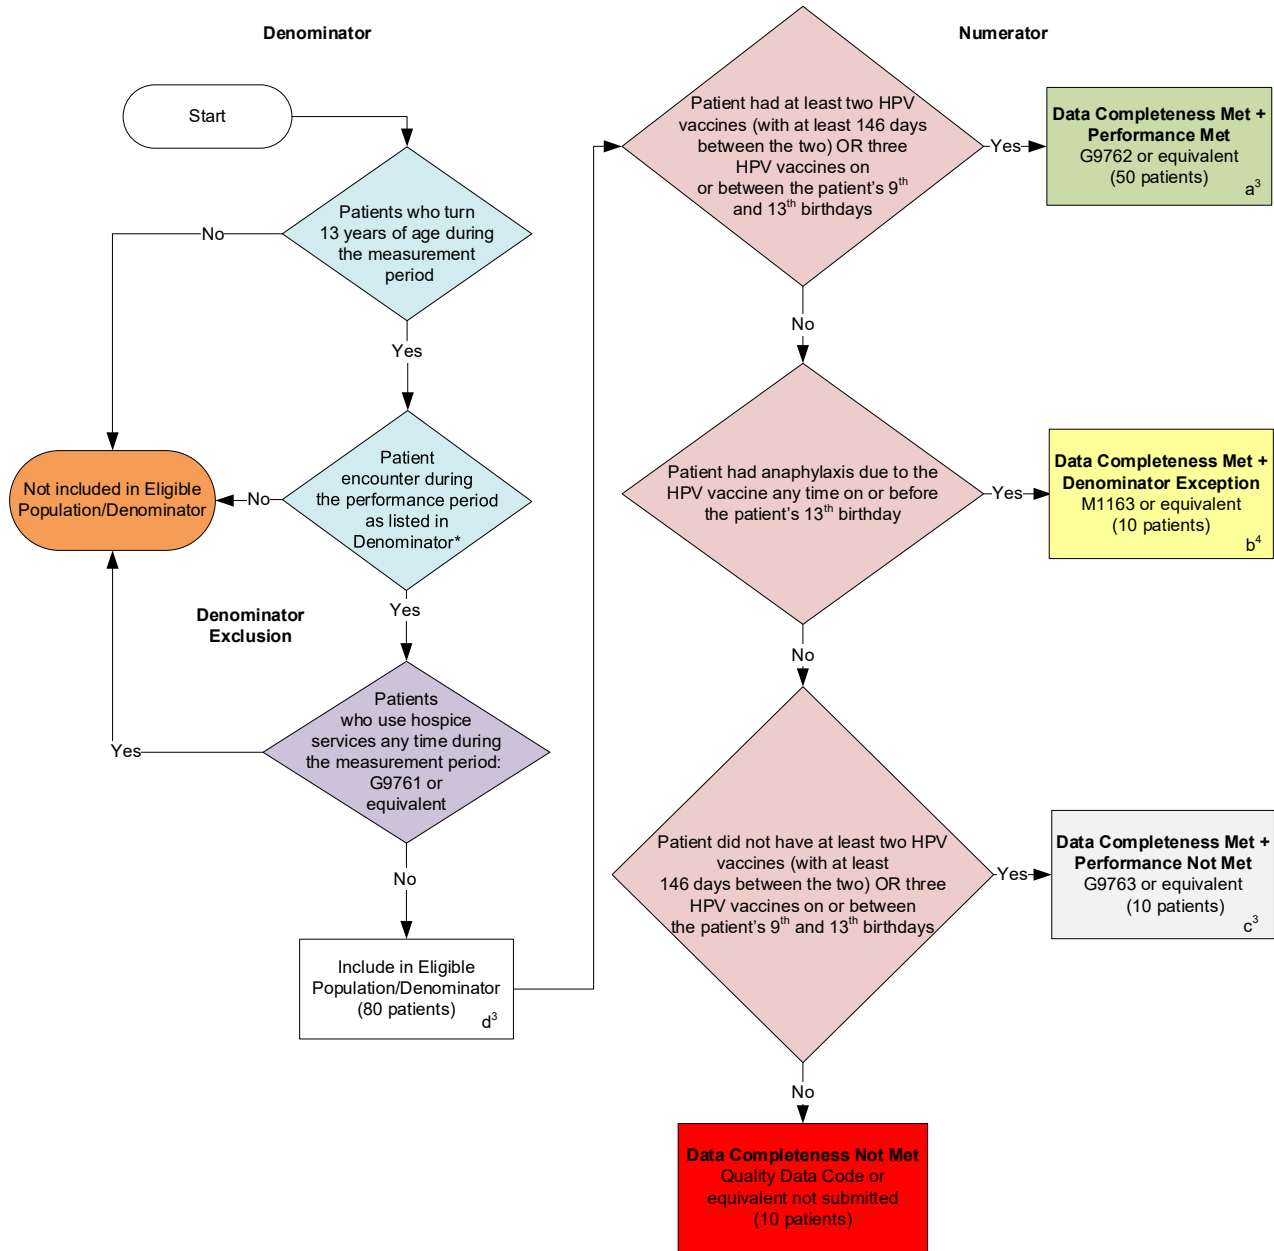 Denominator
Start
Patients who turn
13 years of age during
the measurement
period
No
Yes
Patient
encounter during
the performance period
as listed in
Denominator*
No
Not included in Eligible
Population/Denominator
Yes
Denominator
Exclusion
Patients
who use hospice
services any time during
the measurement period:
G9761 or
equivalent
Yes
No
Include in Eligible
Population/Denominator
(80 patients)
d3
Numerator
Patient had at least two HPV
vaccines (with at least 146 days
between the two) OR three
HPV vaccines on
or between the patient’s 9th
and 13th birthdays
Yes
Data Completeness Met +
Performance Met
G9762 or equivalent
(50 patients)
a3
No
Patient had anaphylaxis due to the
HPV vaccine any time on or before
the patient’s 13th birthday
Yes
Data Completeness Met +
Denominator Exception
M1163 or equivalent
(10 patients)
b4
No
Patient did not have at least two HPV
vaccines (with at least
146 days between the two) OR three
HPV vaccines on or between
the patient’s 9th and 13th birthdays
Yes
Data Completeness Met +
Performance Not Met
G9763 or equivalent
(10 patients)
c3
No
Data Completeness Not Met
Quality Data Code or
equivalent not submitted
(10 patients)